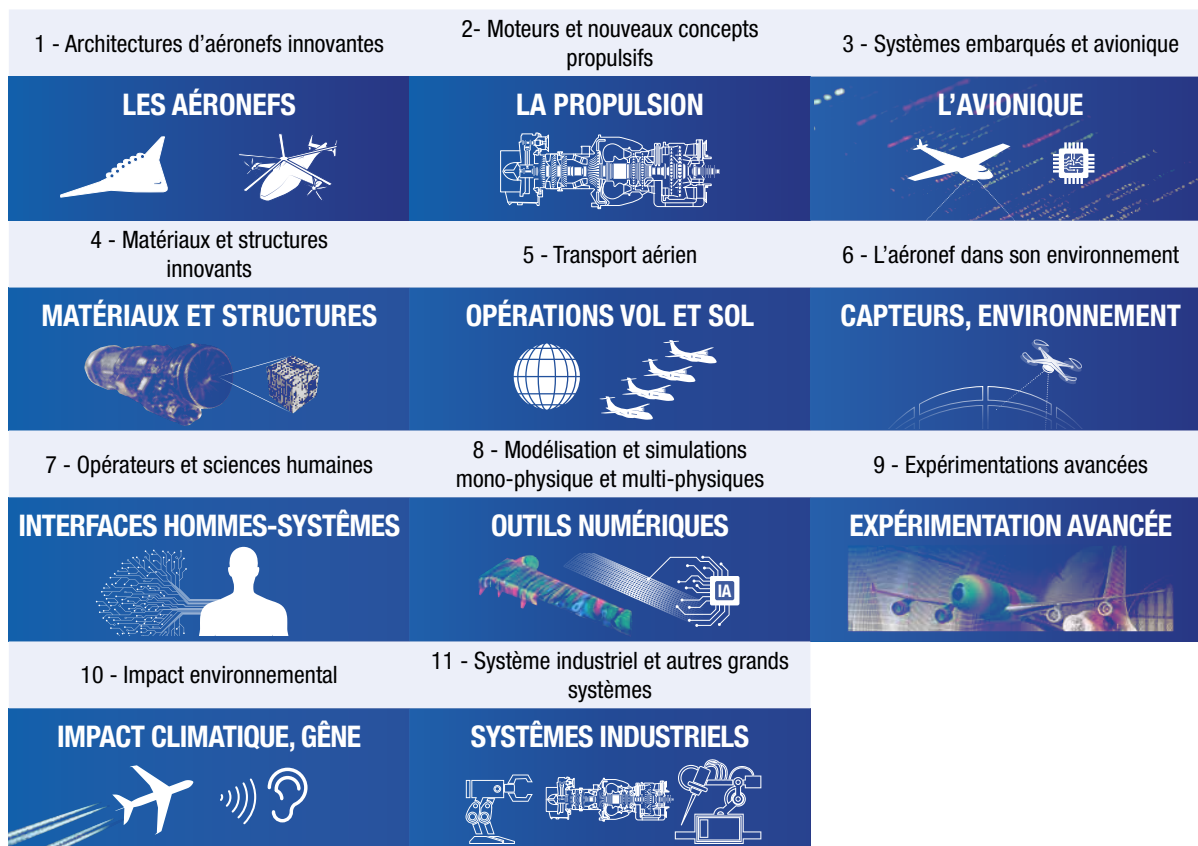 1 - Architectures d'aéronefs innovantes
2- Moteurs et nouveaux concepts
propulsifs
3 - Systèmes embarqués et avionique
LES AÉRONEFS
LA PROPULSION
L'AVIONIQUE
4 - Matériaux et structures
innovants
5 - Transport aérien
6 - L'aéronef dans son environnement
MATÉRIAUX ET STRUCTURES
OPÉRATIONS VOL ET SOL
CAPTEURS, ENVIRONNEMENT
7 - Opérateurs et sciences humaines
8 - Modélisation et simulations
mono-physique et multi-physiques
9 - Expérimentations avancées
INTERFACES HOMMES-SYSTÊMES
OUTILS NUMÉRIQUES
IA
EXPÉRIMENTATION AVANCÉE
10 - Impact environnemental
11 - Système industriel et autres grands
systèmes
IMPACT CLIMATIQUE, GÊNE
SYSTÊMES INDUSTRIELS